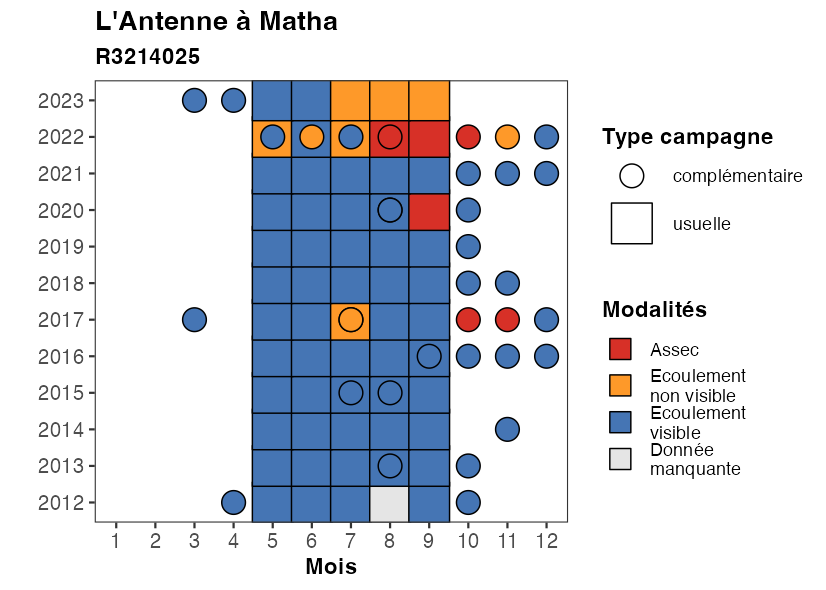 L'Antenne à Matha
R3214025
2023
2022
2021
2020
2019
2018
2017
2016
2015
2014
2013
2012
1 2 3 4 5 6 7 8 9 10 11 12
Mois
Type campagne
complémentaire
usuelle
Modalités
Assec
Ecoulement
non visible
Ecoulement
visible
Donnée
manquante